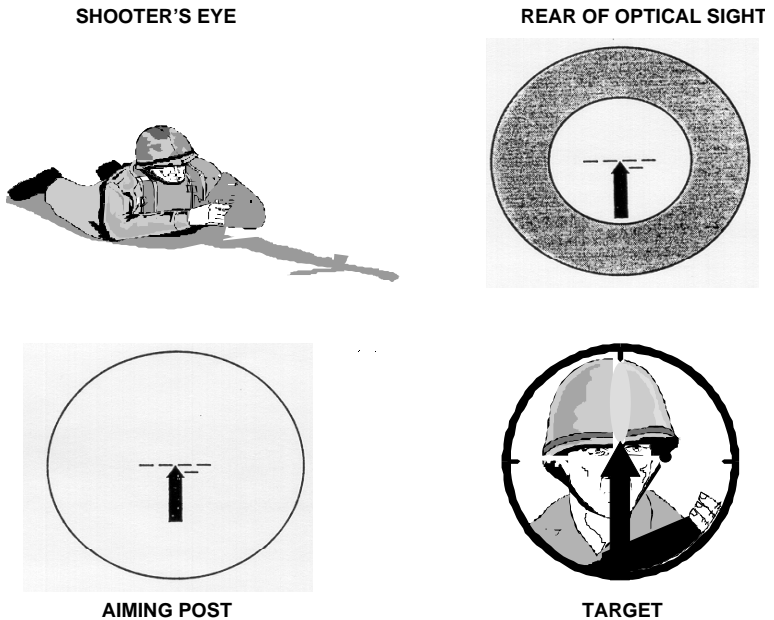 SHOOTER'S EYE
REAR OF OPTICAL SIGHT
AIMING POST
TARGET